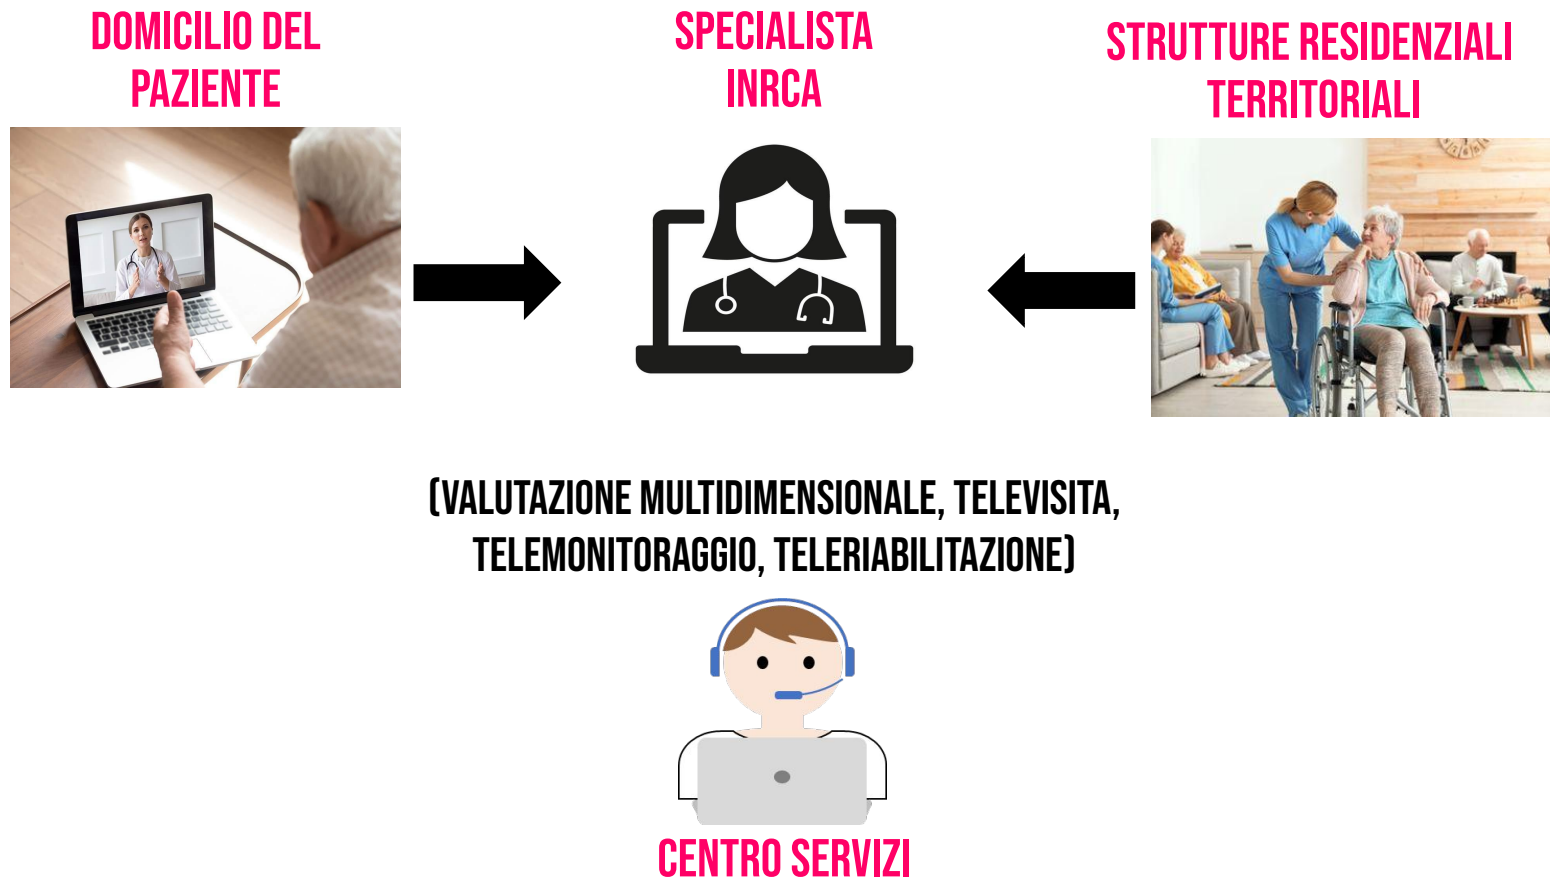 DOMICILIO DEL
PAZIENTE
SPECIALISTA
INRCA
STRUTTURE RESIDENZIALI
TERRITORIALI
(VALUTAZIONE MULTIDIMENSIONALE, TELEVISITA,
TELEMONITORAGGIO, TELERIABILITAZIONE)
CENTRO SERVIZI